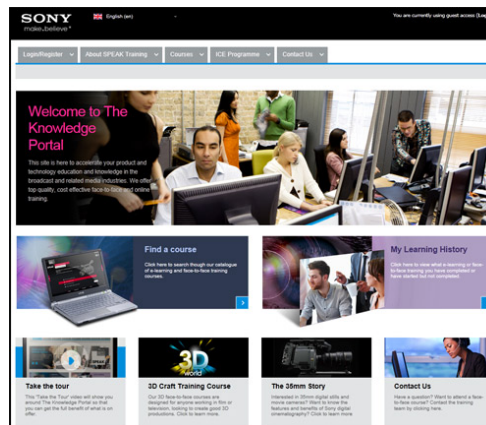 SONY
make.believe
English (en)
You are currently using guest access
Login/Register
About SPEAK Training
Courses
ICE Programme
Contact Us
Welcome to The
Knowledge
Portal
This site is here to accelerate your product and
technology education and knowledge in the
broadcast and related media industries. We offer
top quality, cost effective face-to-face and online
training.
Find a course
Click here to search though our catalogue
of e-learning and face-to-face training
courses.
My Learning History
Click here to view what e-learning or face-
to-face training you have completed or
have started but not completed.
3D
world
Take the tour
This 'Take the Tour' video will show you
around The Knowledge Portal so that
you can get the full benefit of what is on
offer.
3D Craft Training Course
Our 3D face-to-face courses are
designed for anyone working in film or
television, looking to create good 3D
productions. Click to learn more.
The 35mm Story
Interested in 35mm digital stills and
movie cameras? Want to know the
features and benefits of Sony digital
cinematography? Click to learn more
Contact Us
Have a question? Want to attend a face-
to-face course? Contact the training
team by clicking here.